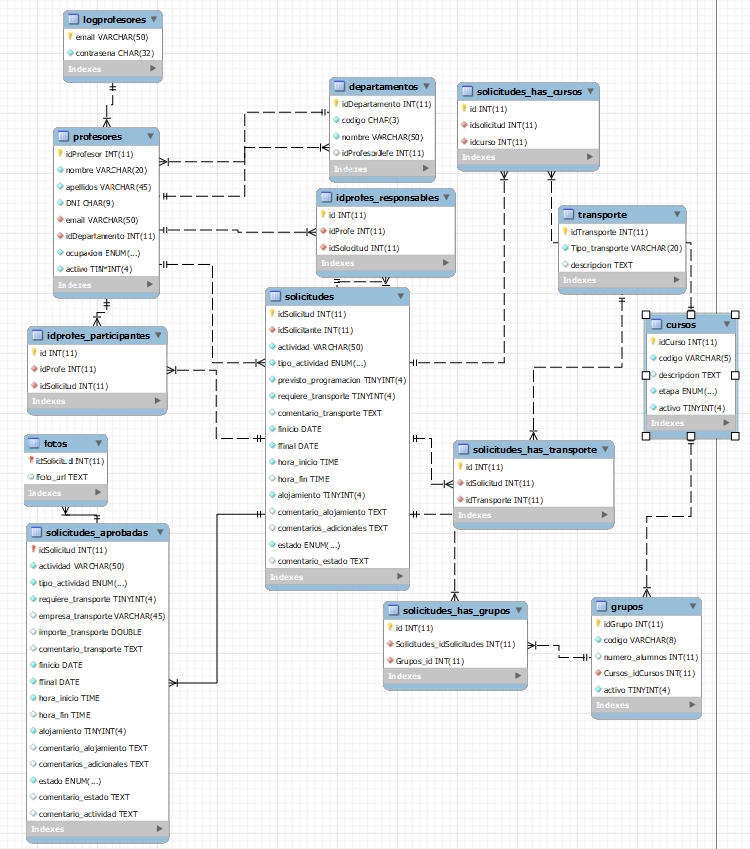 logprofesores
email VARCHAR(50)
contrasena CHAR(32)
Indexes
profesores
idProfesor INT(11)
nombre VARCHAR(20)
apellidos VARCHAR(45)
DNI CHAR(9)
email VARCHAR(50)
idDepartamento INT(11)
ocupacion ENUM(...)
activo TINYINT(4)
Indexes
departamentos
idDepartamento INT(11)
codigo CHAR(3)
nombre VARCHAR(50)
idProfesorJefe INT(11)
Indexes
solicitudes_has_cursos
id INT(11)
idsolicitud INT(11)
idcurso INT(11)
Indexes
idprofes_responsables
id INT(11)
idProfe INT(11)
idSolicitud INT(11)
Indexes
transporte
idTransporte INT(11)
Tipo_transporte VARCHAR(20)
descripcion TEXT
Indexes
solicitudes
idSolicitud INT(11)
idSolicitante INT(11)
actividad VARCHAR(50)
tipo_actividad ENUM(...)
previsto_programacion TINYINT(4)
requiere_transporte TINYINT(4)
comentario_transporte TEXT
finicio DATE
ffinal DATE
hora_inicio TIME
hora_fin TIME
alojamiento TINYINT(4)
comentario_alojamiento TEXT
comentarios_adicionales TEXT
estado ENUM(...)
comentario_estado TEXT
Indexes
cursos
idCurso INT(11)
codigo VARCHAR(5)
descripcion TEXT
etapa ENUM(...)
activo TINYINT(4)
Indexes
idprofes_participantes
id INT(11)
idProfe INT(11)
idSolicitud INT(11)
Indexes
fotos
idSolicitud INT(11)
Foto_url TEXT
Indexes
solicitudes_has_transporte
id INT(11)
idSolicitud INT(11)
idTransporte INT(11)
Indexes
solicitudes_aprobadas
idSolicitud INT(11)
actividad VARCHAR(50)
tipo_actividad ENUM(...)
requiere_transporte TINYINT(4)
empresa_transporte VARCHAR(45)
importe_transporte DOUBLE
comentario_transporte TEXT
finicio DATE
ffinal DATE
hora_inicio TIME
hora_fin TIME
alojamiento TINYINT(4)
comentario_alojamiento TEXT
comentarios_adicionales TEXT
estado ENUM(...)
comentario_estado TEXT
comentario_actividad TEXT
Indexes
solicitudes_has_grupos
id INT(11)
Solicitudes_idSolicitudes INT(11)
Grupos_id INT(11)
Indexes
grupos
idGrupo INT(11)
codigo VARCHAR(8)
numero_alumnos INT(11)
Cursos_idCursos INT(11)
activo TINYINT(4)
Indexes